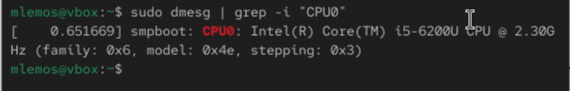 mlemos@vbox:~$ sudo dmesg | grep -i "CPU0"
[    0.651669] smpboot: CPU0: Intel(R) Core(TM) i5-6200U CPU @ 2.30G
Hz (family: 0x6, model: 0x4e, stepping: 0x3)
mlemos@vbox:~$